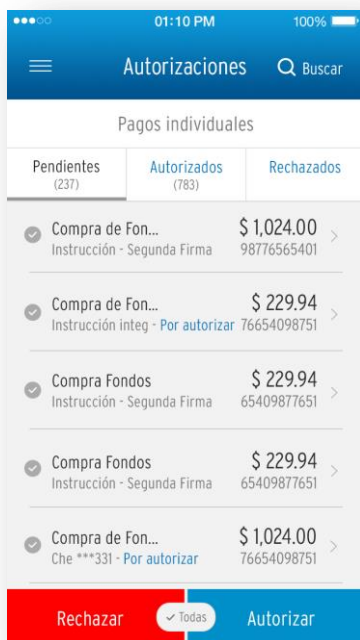 01:10 PM 100%
Autorizaciones Buscar
Pagos individuales
Pendientes Autorizados Rechazados
(237) (783)
Compra de Fon... $ 1,024.00
Instrucción - Segunda Firma 98776565401
Compra de Fon... $ 229.94
Instrucción integ - Por autorizar 76654098751
Compra Fondos $ 229.94
Instrucción - Segunda Firma 65409877651
Compra Fondos $ 229.94
Instrucción - Segunda Firma 65409877651
Compra de Fon... $ 1,024.00
Che ***331 - Por autorizar 76654098751
Rechazar Todas Autorizar